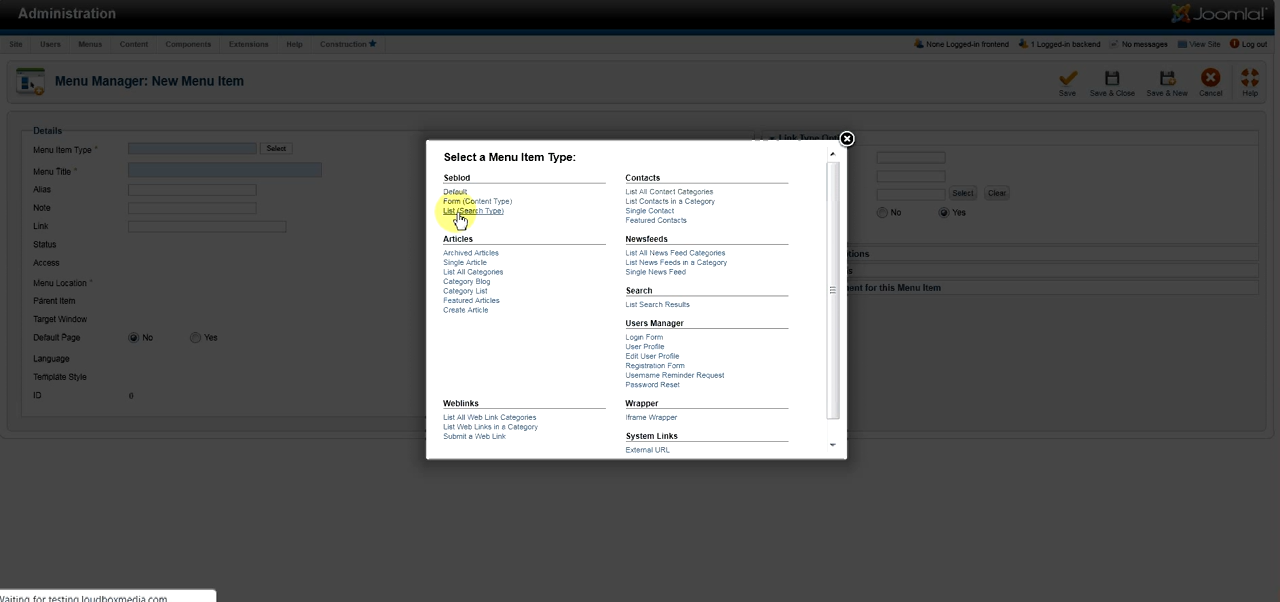 Administration
Joomla!
Site Users Menus Content Components Extensions Help Construction
None Logged-in frontend 1 Logged-in backend No messages View Site Log out
Menu Manager: New Menu Item
Save Save & Close Save & New Cancel Help
Details
Menu Item Type * Select
Menu Title *
Alias
Note
Link
Status
Access
Menu Location *
Parent Item
Target Window
Default Page No Yes
Language
Template Style
ID 0
Select a Menu Item Type:
Seblod
Default
Form (Content Type)
List (Search Type)
Articles
Archived Articles
Single Article
List All Categories
Category Blog
Category List
Featured Articles
Create Article
Weblinks
List All Web Link Categories
List Web Links in a Category
Submit a Web Link
Contacts
List All Contact Categories
List Contacts in a Category
Single Contact
Featured Contacts
Newsfeeds
List All News Feed Categories
List News Feeds in a Category
Single News Feed
Search
List Search Results
Users Manager
Login Form
User Profile
Edit User Profile
Registration Form
Username Reminder Request
Password Reset
Wrapper
Iframe Wrapper
System Links
External URL
Link Type
Select Clear
No Yes
ment for this Menu Item
Waiting for testing.loudboxmedia.com